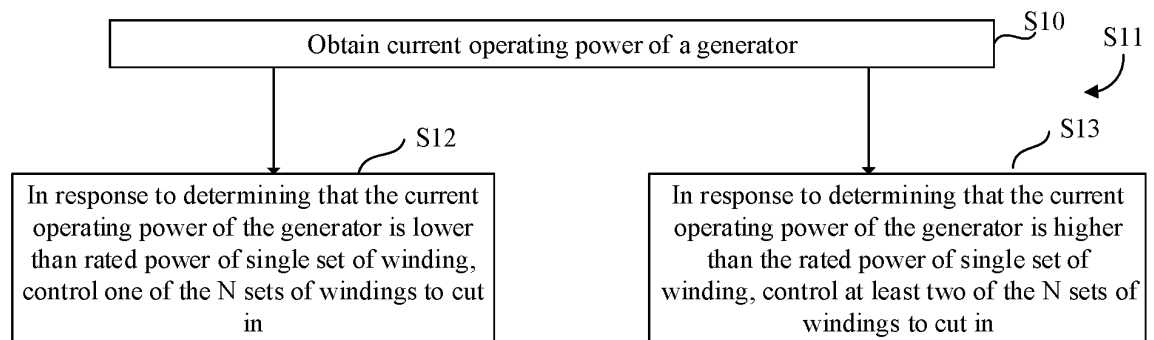 Obtain current operating power of a generator
S10
S11
S12
In response to determining that the current
operating power of the generator is lower
than rated power of single set of winding,
control one of the N sets of windings to cut
in
S13
In response to determining that the current
operating power of the generator is higher
than the rated power of single set of
winding, control at least two of the N sets of
windings to cut in